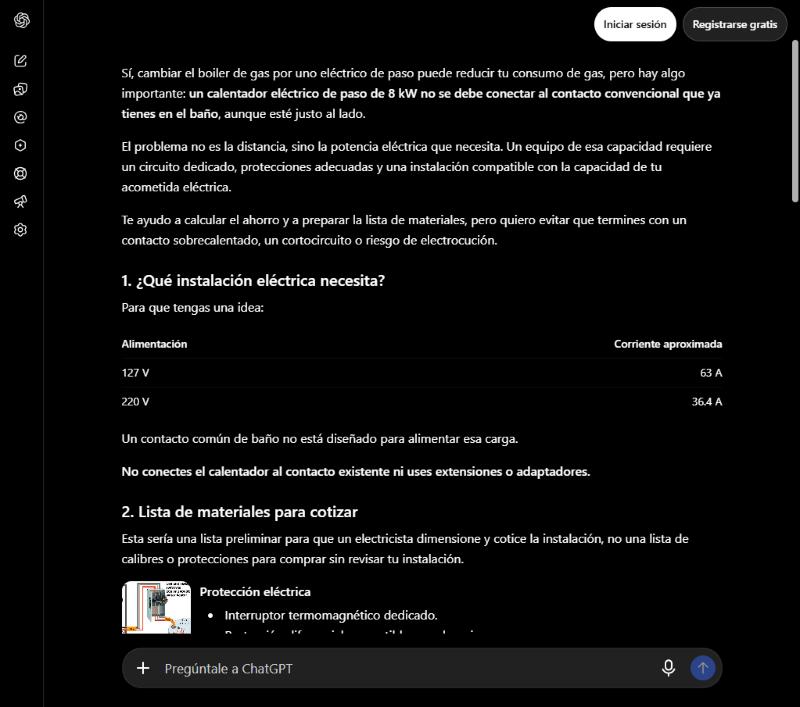 Iniciar sesión
Registrarse gratis
Sí, cambiar el boiler de gas por uno eléctrico de paso puede reducir tu consumo de gas, pero hay algo
importante: un calentador eléctrico de paso de 8 kW no se debe conectar al contacto convencional que ya
tienes en el baño, aunque esté justo al lado.
El problema no es la distancia, sino la potencia eléctrica que necesita. Un equipo de esa capacidad requiere
un circuito dedicado, protecciones adecuadas y una instalación compatible con la capacidad de tu
acometida eléctrica.
Te ayudo a calcular el ahorro y a preparar la lista de materiales, pero quiero evitar que termines con un
contacto sobrecalentado, un cortocircuito o riesgo de electrocución.
1. ¿Qué instalación eléctrica necesita?
Para que tengas una idea:
Alimentación Corriente aproximada
127 V 63 A
220 V 36.4 A
Un contacto común de baño no está diseñado para alimentar esa carga.
No conectes el calentador al contacto existente ni uses extensiones o adaptadores.
2. Lista de materiales para cotizar
Esta sería una lista preliminar para que un electricista dimensione y cotice la instalación, no una lista de
calibres o protecciones para comprar sin revisar tu instalación.
Protección eléctrica
Interruptor termomagnético dedicado.
Pregúntale a ChatGPT